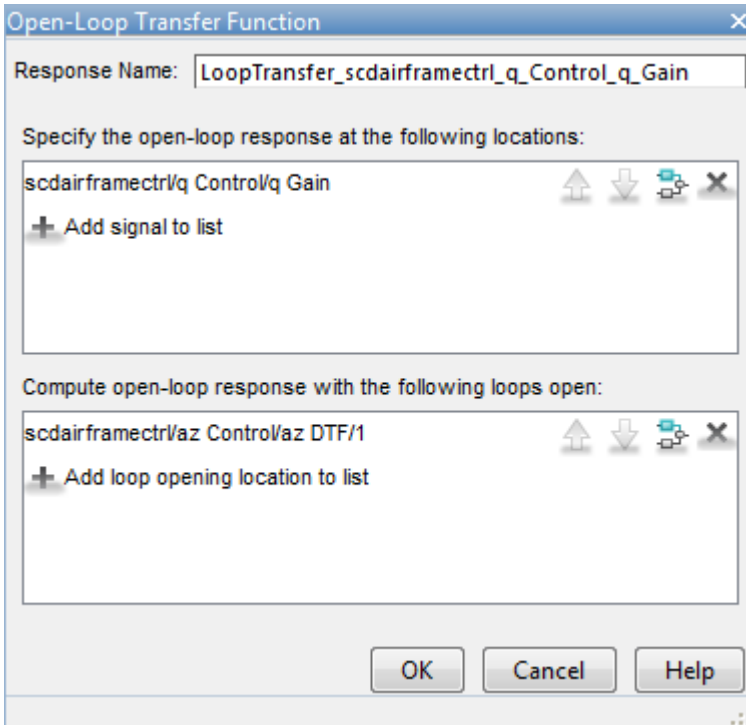 Open-Loop Transfer Function
Response Name: LoopTransfer_scdairframectrl_q_Control_q_Gain
Specify the open-loop response at the following locations:
scdairframectrl/q Control/q Gain
Add signal to list
Compute open-loop response with the following loops open:
scdairframectrl/az Control/az DTF/1
Add loop opening location to list
OK Cancel Help